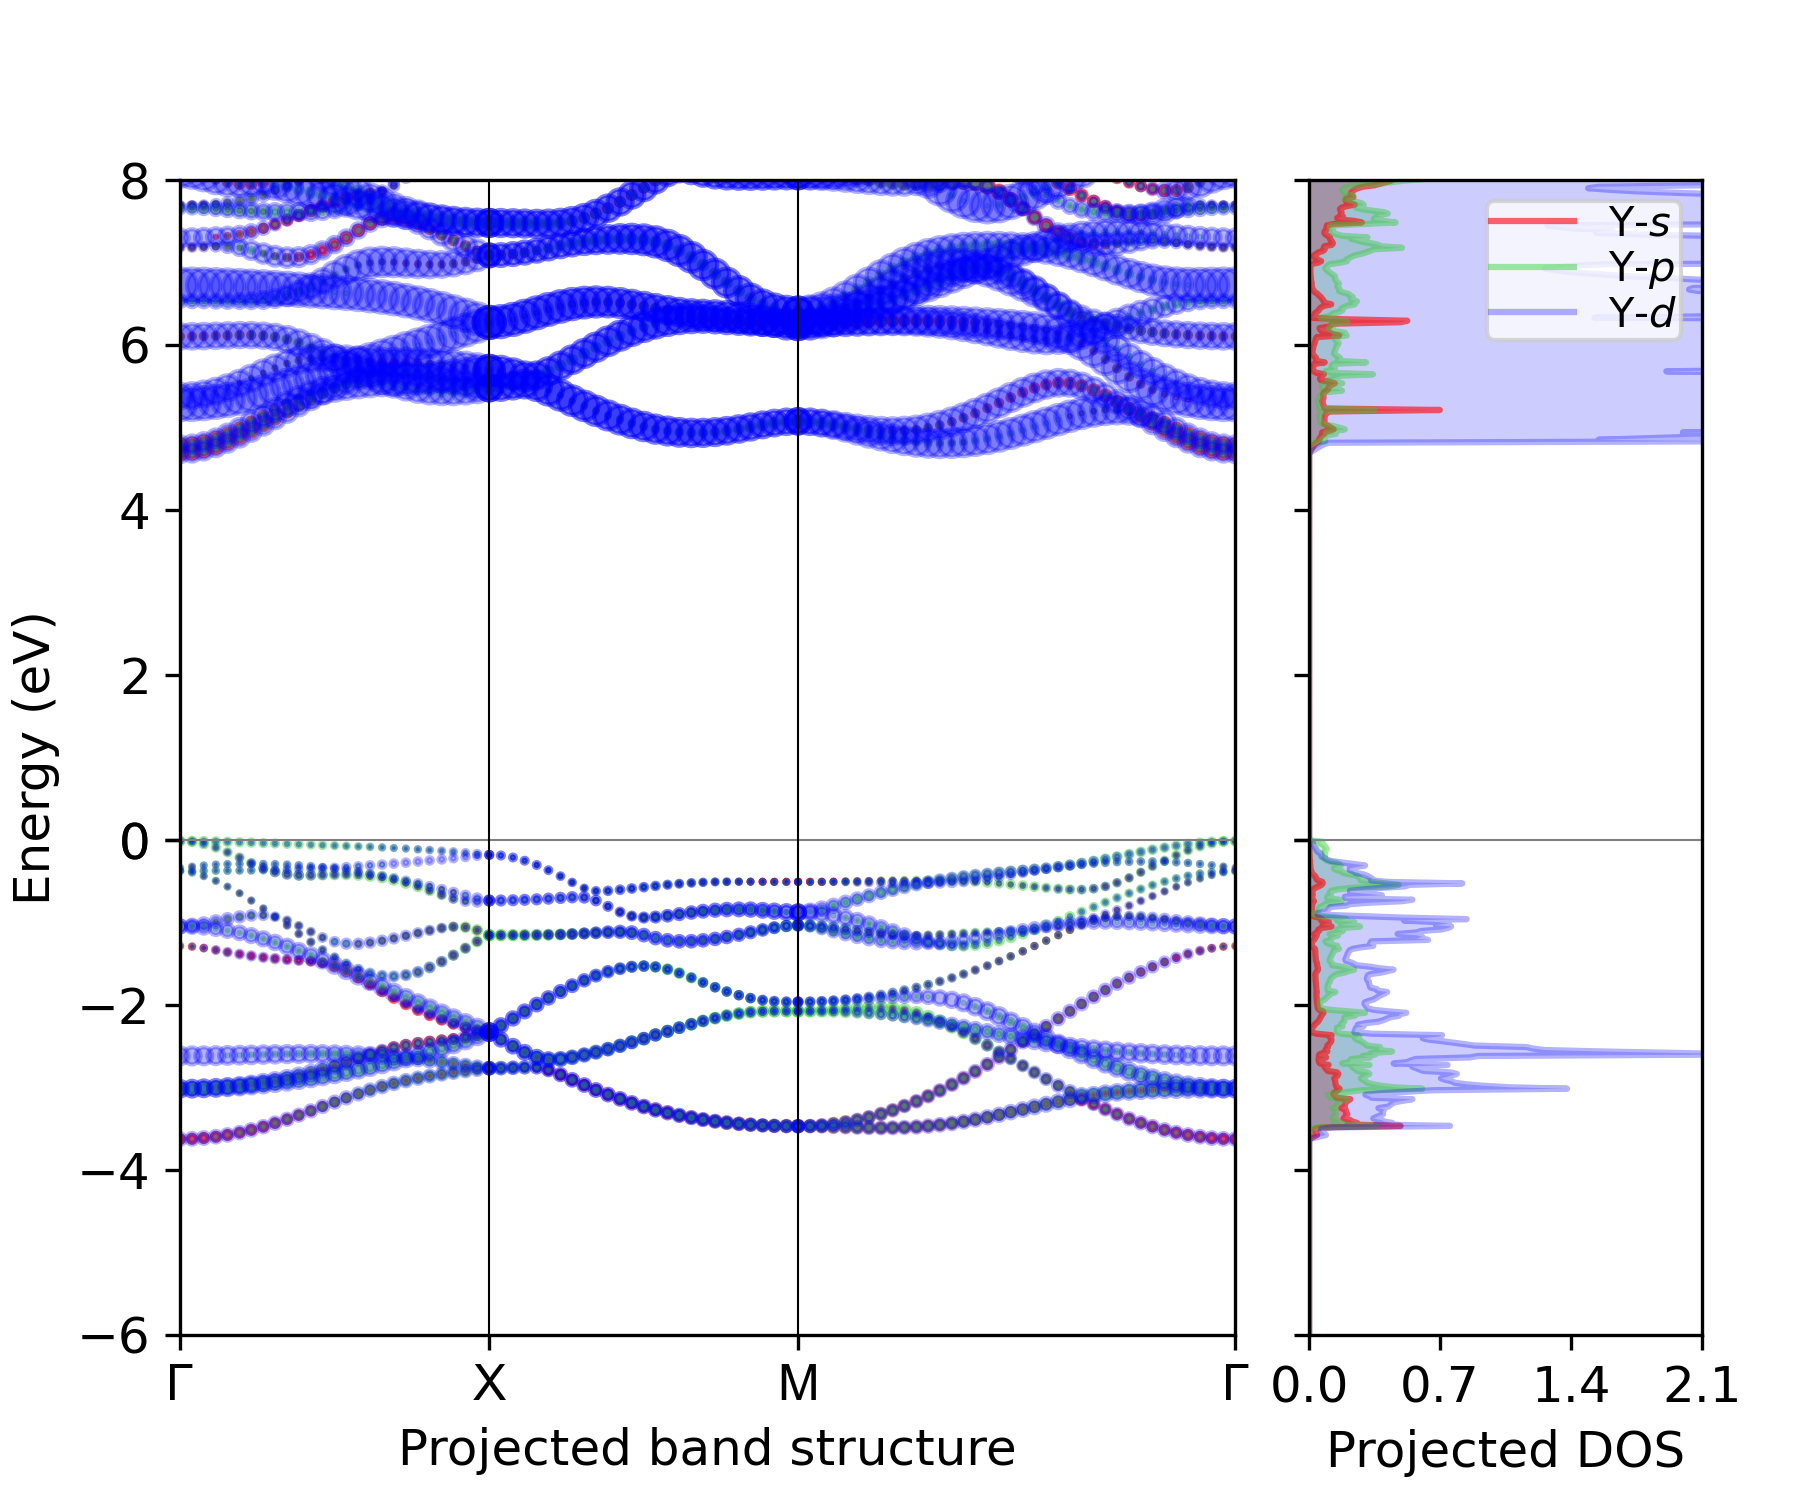 8
6
4
2
0
−2
−4
−6
Energy (eV)
Γ X M Γ
Projected band structure
Y-s
Y-p
Y-d
0.0 0.7 1.4 2.1
Projected DOS